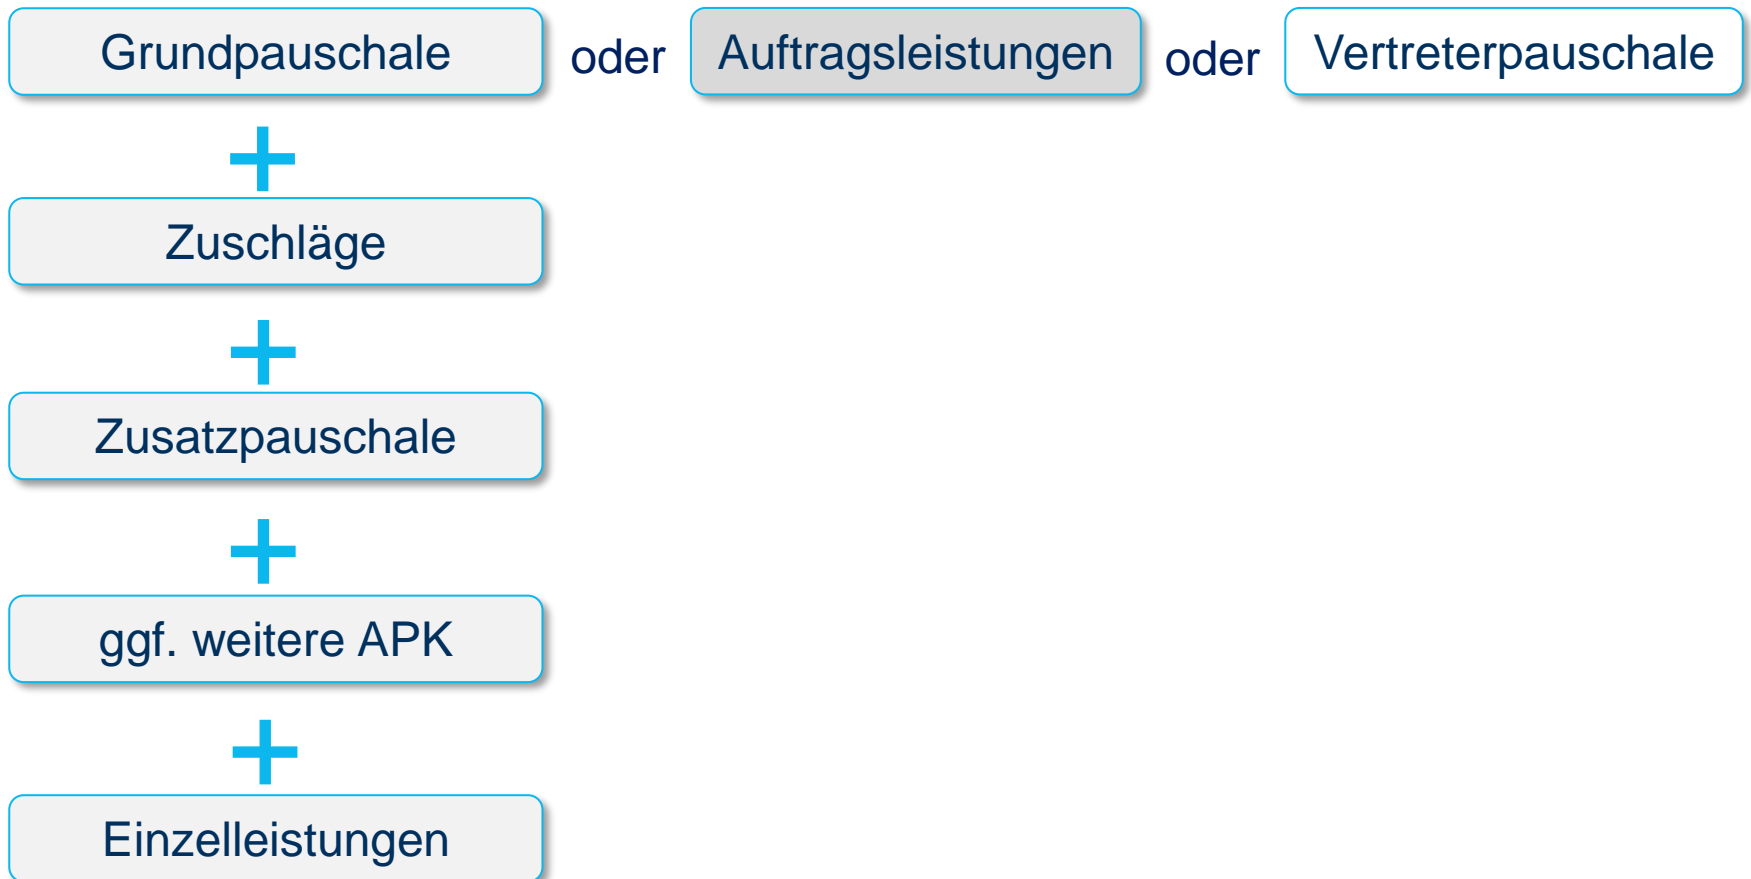 Grundpauschale oder Auftragsleistungen oder Vertreterpauschale
Zuschläge
Zusatzpauschale
ggf. weitere APK
Einzelleistungen